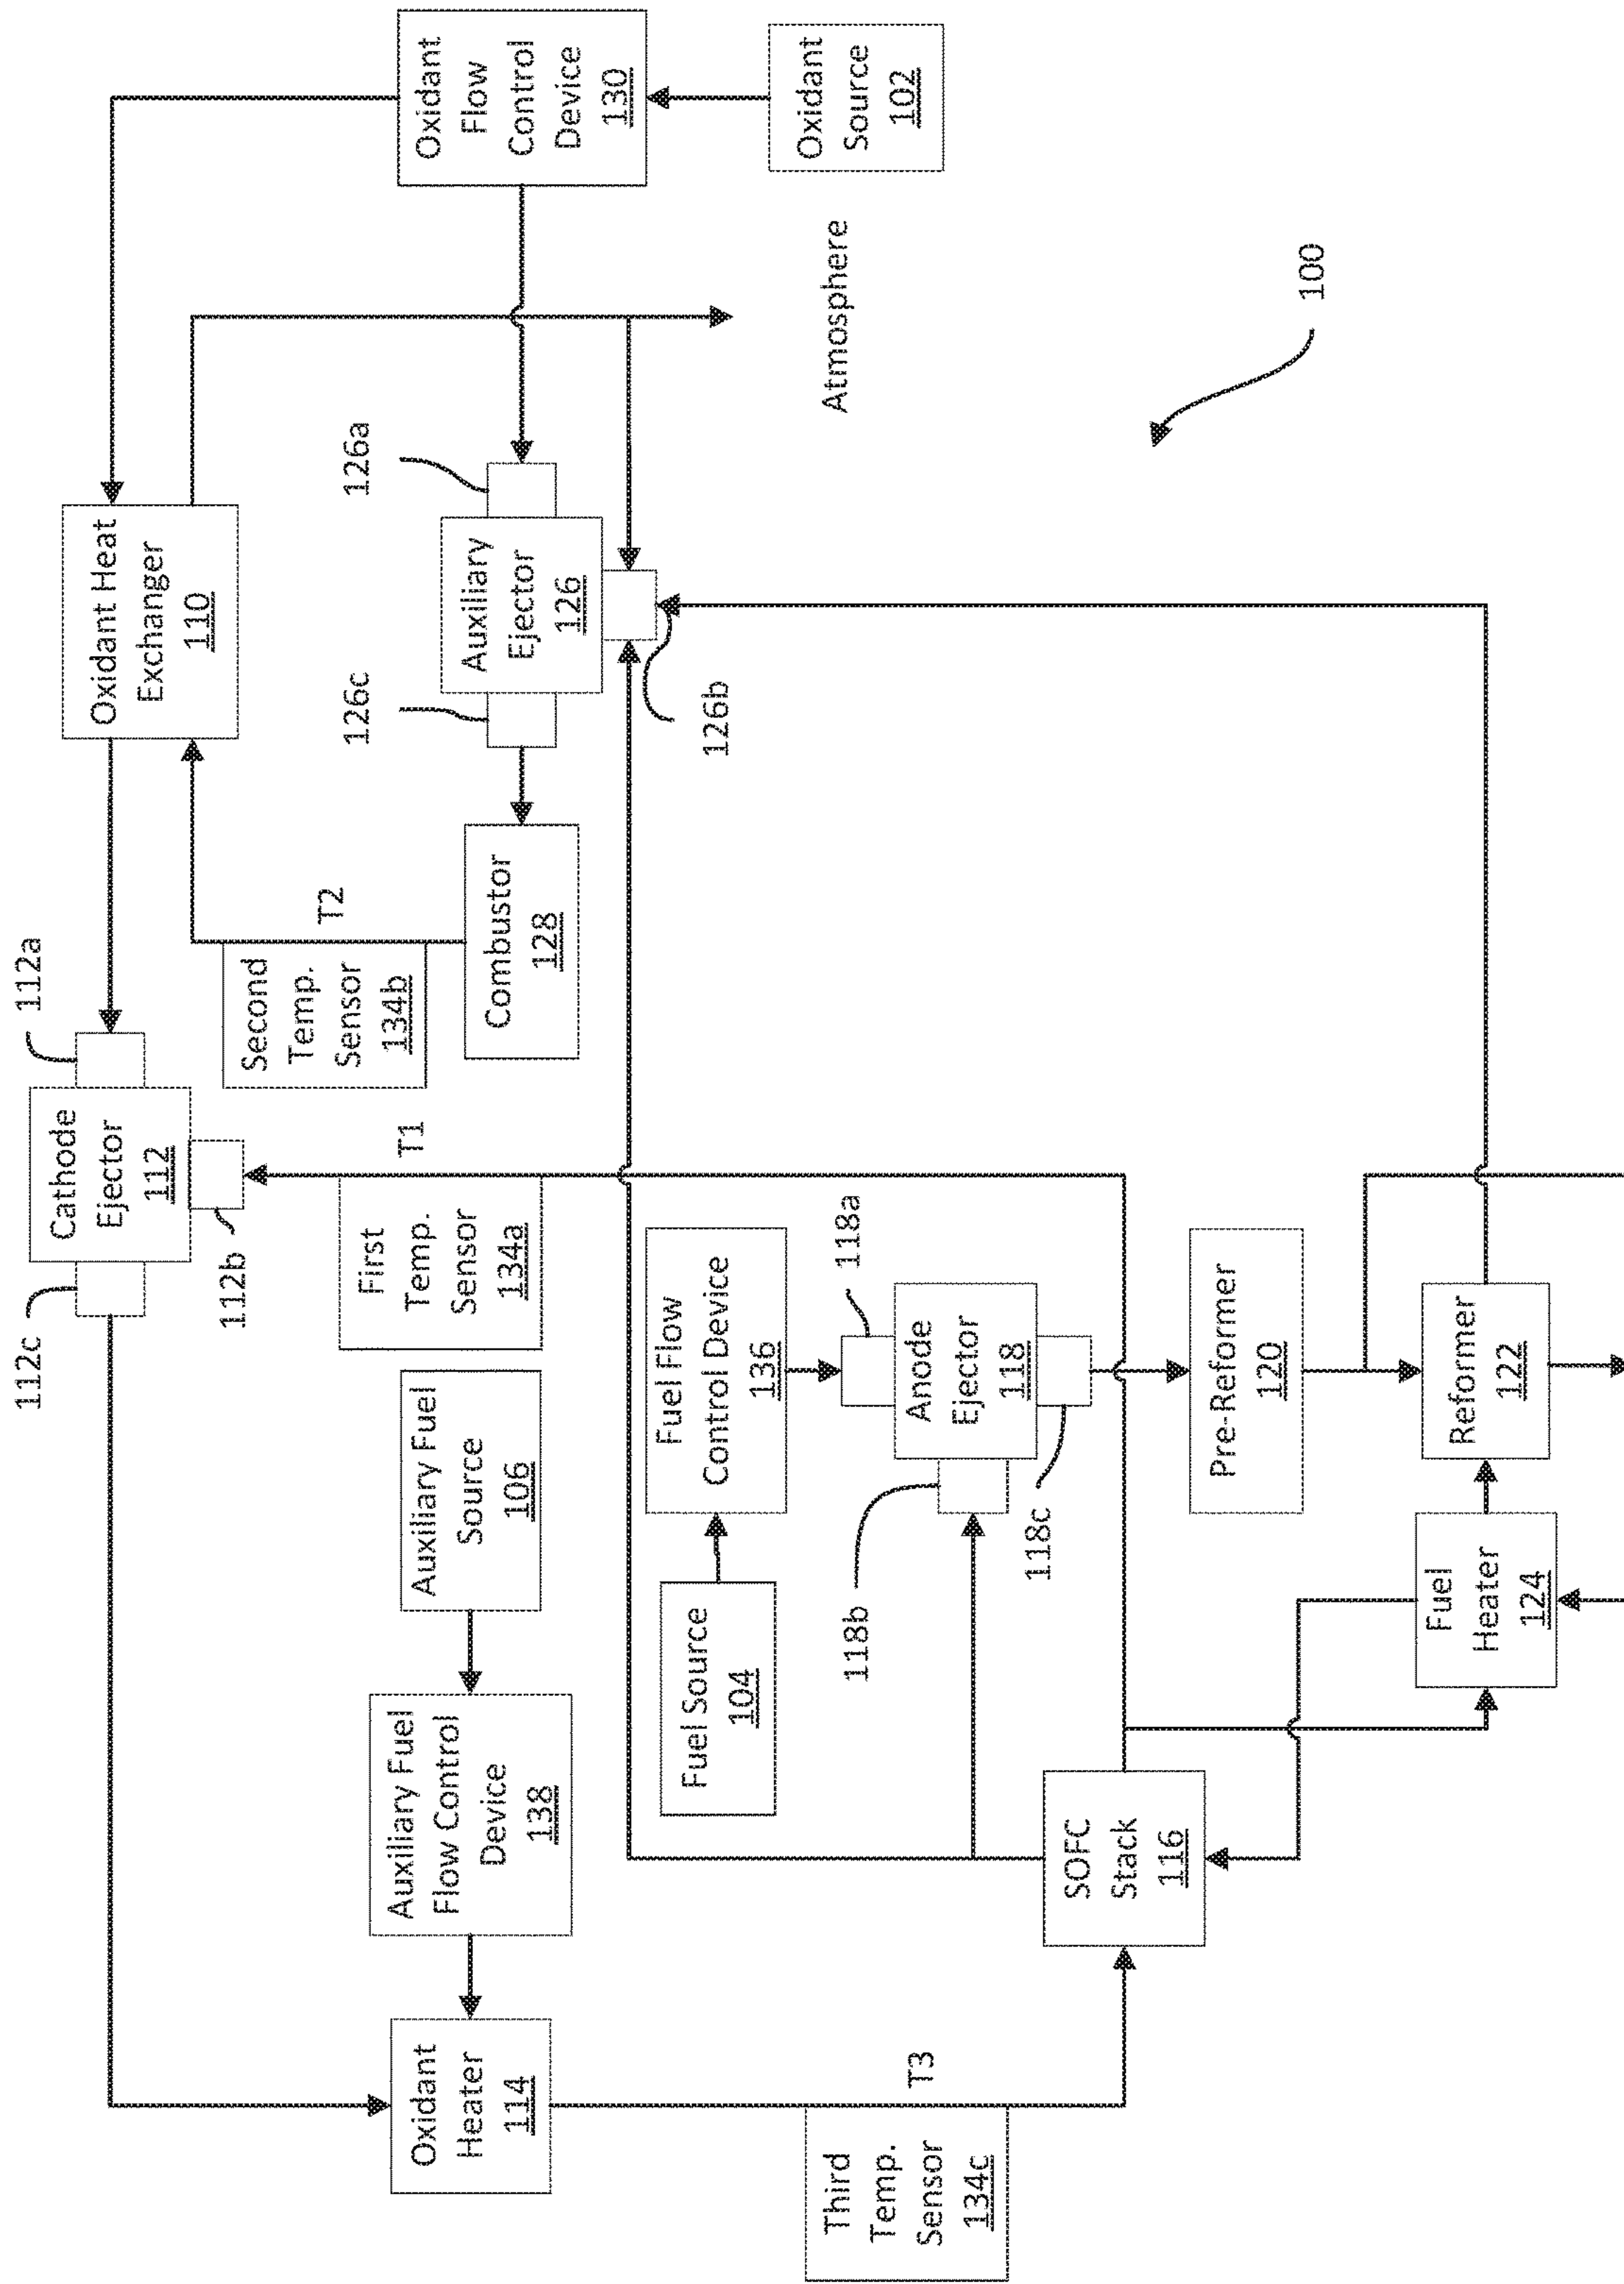 112c
Cathode
Ejector
112
112a
112b
Oxidant Heat
Exchanger
110
Second
Temp.
Sensor
134b
T2
126c
126a
Auxiliary
Ejector
126
126b
Combustor
128
Oxidant
Flow
Control
Device
130
Oxidant
Source
102
Atmosphere
100
First
Temp.
Sensor
134a
T1
Auxiliary Fuel
Source
106
Auxiliary Fuel
Flow Control
Device
138
Oxidant
Heater
114
Third
Temp.
Sensor
134c
T3
Fuel Source
104
Fuel Flow
Control Device
136
118a
118b
Anode
Ejector
118
118c
SOFC
Stack
116
Pre-Reformer
120
Fuel
Heater
124
Reformer
122